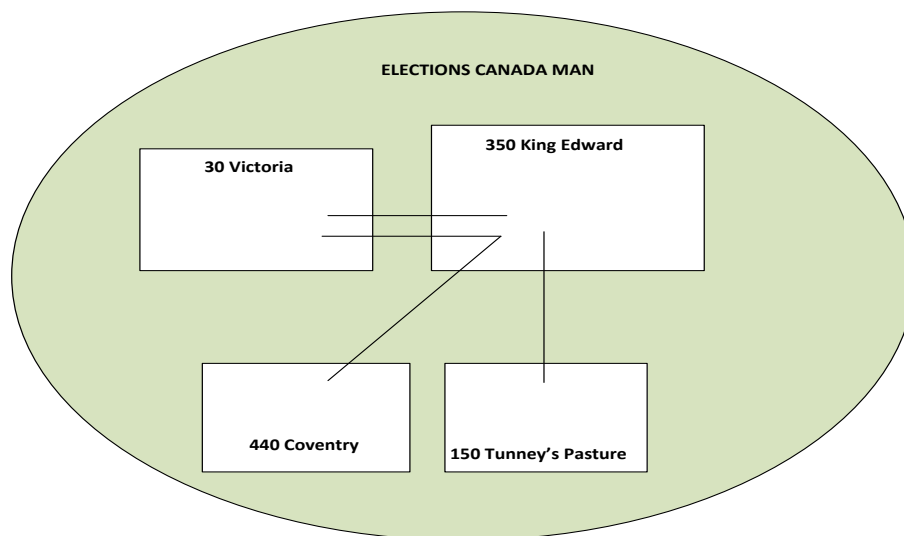 ELECTIONS CANADA MAN
350 King Edward
30 Victoria
440 Coventry
150 Tunney’s Pasture